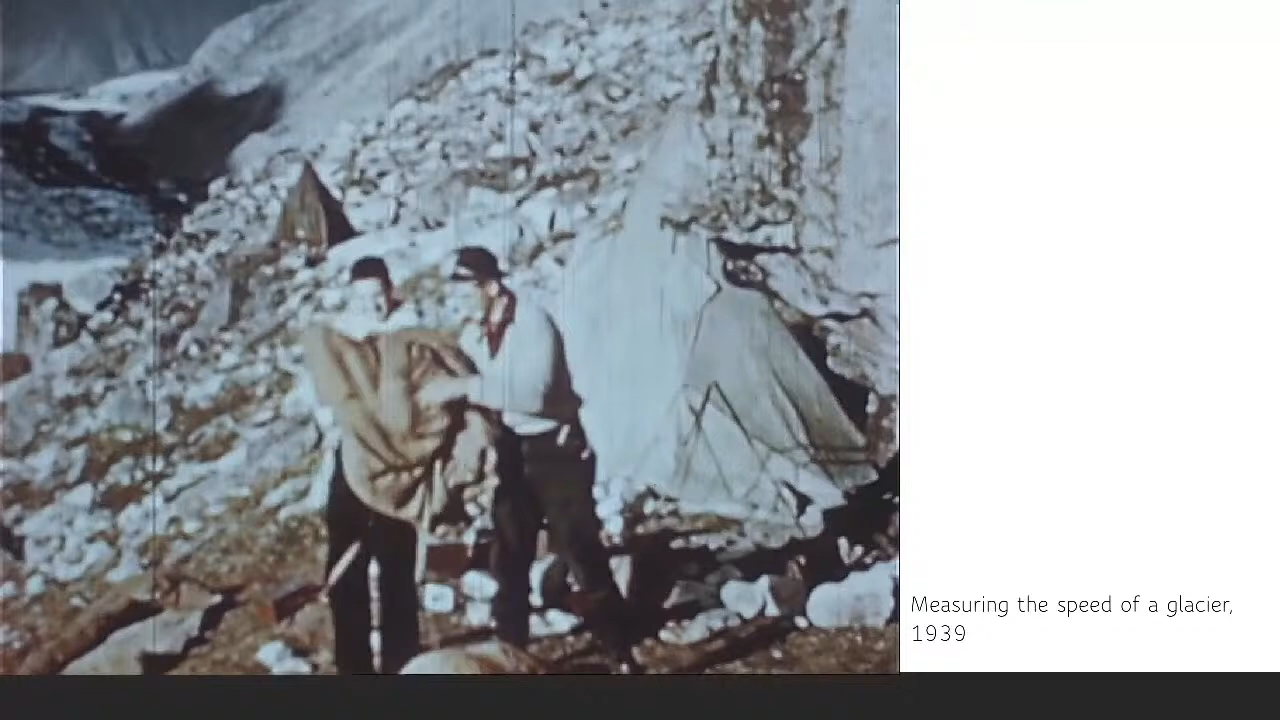 Measuring the speed of a glacier,
1939